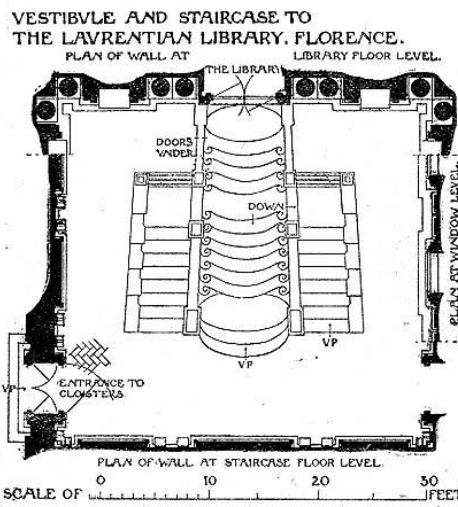 VESTIBVLE AND STAIRCASE TO
THE LAVRENTIAN LIBRARY, FLORENCE.
PLAN OF WALL AT LIBRARY FLOOR LEVEL.
THE LIBRARY
DOORS
VNDER
DOWN
PLAN AT WINDOW LEVEL
VP
VP
VP
ENTRANCE TO
CLOISTERS
PLAN OF WALL AT STAIRCASE FLOOR LEVEL.
0 10 20 30
SCALE OF FEET